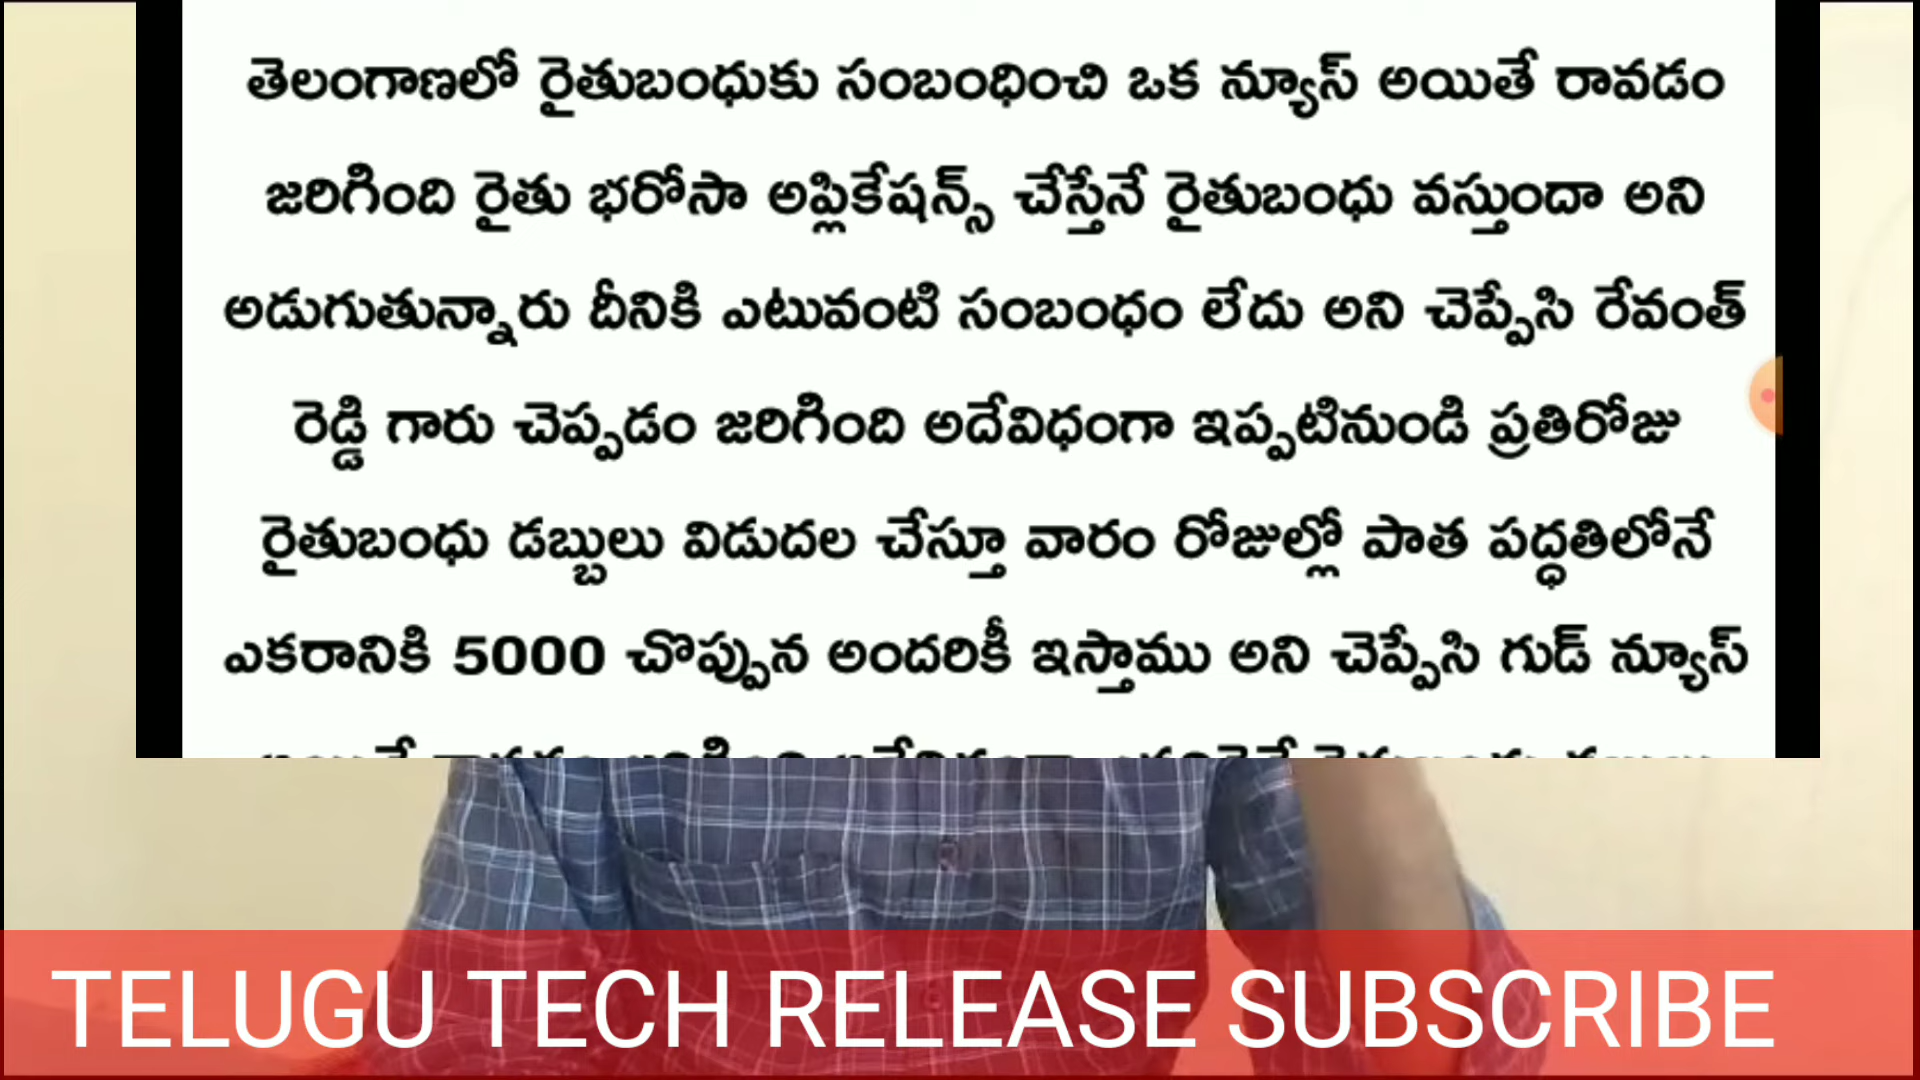 తెలంగాణలో రైతుబంధుకు సంబంధించి ఒక న్యూస్ అయితే రావడం
జరిగింది రైతు భరోసా అప్లికేషన్స్ చేస్తేనే రైతుబంధు వస్తుందా అని
అడుగుతున్నారు దీనికి ఎటువంటి సంబంధం లేదు అని చెప్పేసి రేవంత్
రెడ్డి గారు చెప్పడం జరిగింది అదేవిధంగా ఇప్పటినుండి ప్రతిరోజు
రైతుబంధు డబ్బులు విడుదల చేస్తూ వారం రోజుల్లో పాత పద్ధతిలోనే
ఎకరానికి 5000 చొప్పున అందరికీ ఇస్తాము అని చెప్పేసి గుడ్ న్యూస్
TELUGU TECH RELEASE SUBSCRIBE